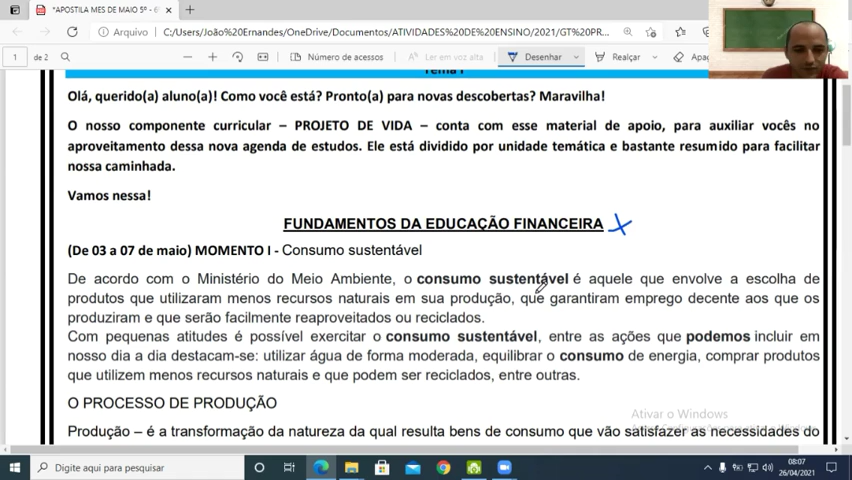 *APOSTILA MES DE MAIO 5º - 6º
Arquivo
C:/Users/João%20Ernandes/OneDrive/Documentos/ATIVIDADES%20DE%20ENSINO/2021/GT%20PR...
1 de 2
Número de acessos
Ler em voz alta
Desenhar
Realçar
Apag
Tema I
Olá, querido(a) aluno(a)! Como você está? Pronto(a) para novas descobertas? Maravilha!
O nosso componente curricular – PROJETO DE VIDA – conta com esse material de apoio, para auxiliar vocês no
aproveitamento dessa nova agenda de estudos. Ele está dividido por unidade temática e bastante resumido para facilitar
nossa caminhada.
Vamos nessa!
FUNDAMENTOS DA EDUCAÇÃO FINANCEIRA
(De 03 a 07 de maio) MOMENTO I - Consumo sustentável
De acordo com o Ministério do Meio Ambiente, o consumo sustentável é aquele que envolve a escolha de
produtos que utilizaram menos recursos naturais em sua produção, que garantiram emprego decente aos que os
produziram e que serão facilmente reaproveitados ou reciclados.
Com pequenas atitudes é possível exercitar o consumo sustentável, entre as ações que podemos incluir em
nosso dia a dia destacam-se: utilizar água de forma moderada, equilibrar o consumo de energia, comprar produtos
que utilizem menos recursos naturais e que podem ser reciclados, entre outras.
O PROCESSO DE PRODUÇÃO
Produção – é a transformação da natureza da qual resulta bens de consumo que vão satisfazer as necessidades do
Ativar o Windows
Digite aqui para pesquisar
08:07
26/04/2021